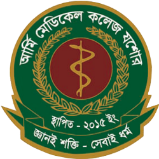 আর্মি মেডিকেল কলেজ যশোর
স্থাপিত - ২০১৫ ইং
জ্ঞানই শক্তি - সেবাই ধর্ম